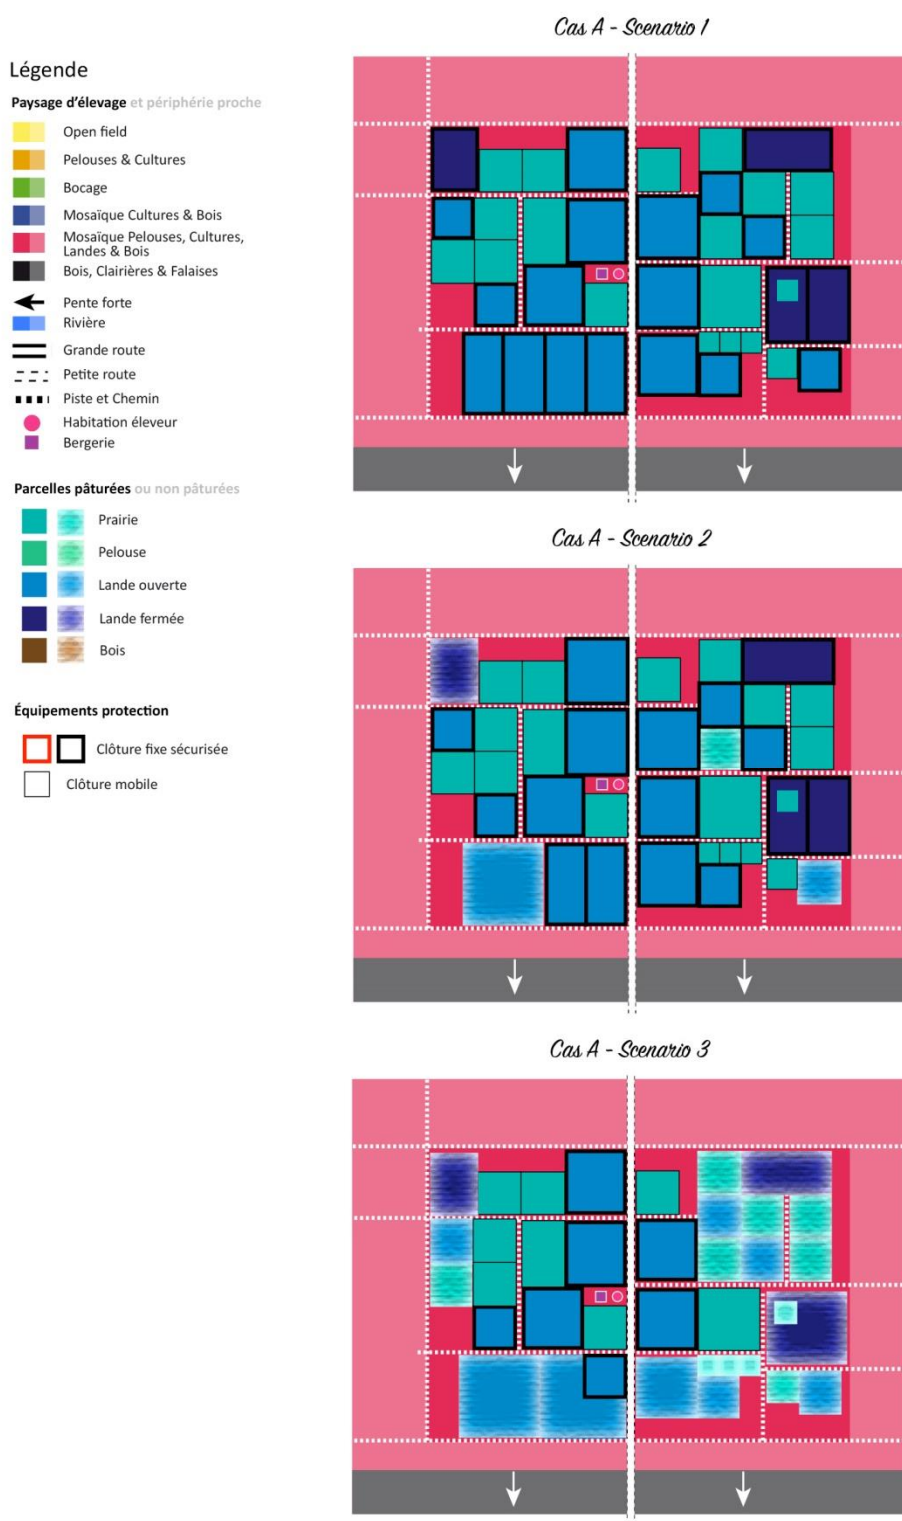 Cas A - Scenario 1
Légende
Paysage d'élevage et périphérie proche
Open field
Pelouses & Cultures
Bocage
Mosaïque Cultures & Bois
Mosaïque Pelouses, Cultures,
Landes & Bois
Bois, Clairières & Falaises
Pente forte
Rivière
Grande route
Petite route
Piste et Chemin
Habitation éleveur
Bergerie
Parcelles pâturées ou non pâturées
Prairie
Pelouse
Lande ouverte
Lande fermée
Bois
Équipements protection
Clôture fixe sécurisée
Clôture mobile
Cas A - Scenario 2
Cas A - Scenario 3